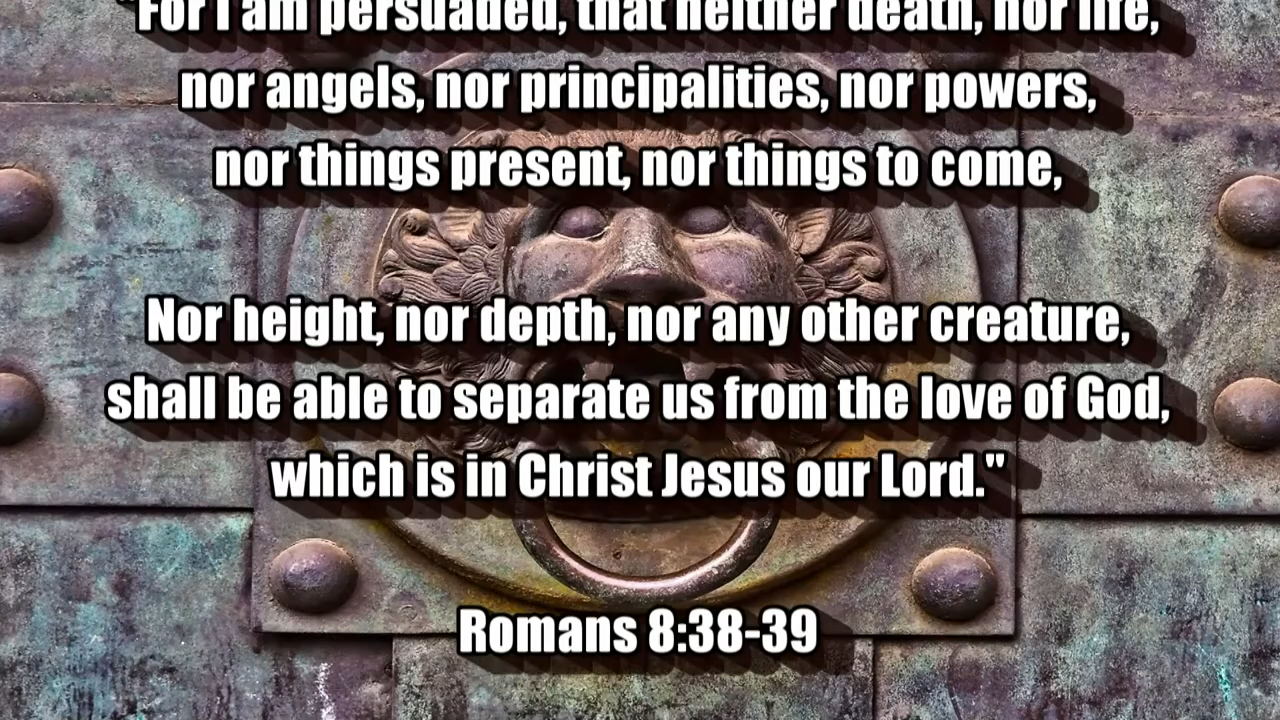 "For I am persuaded, that neither death, nor life,
nor angels, nor principalities, nor powers,
nor things present, nor things to come,
Nor height, nor depth, nor any other creature,
shall be able to separate us from the love of God,
which is in Christ Jesus our Lord."
Romans 8:38-39